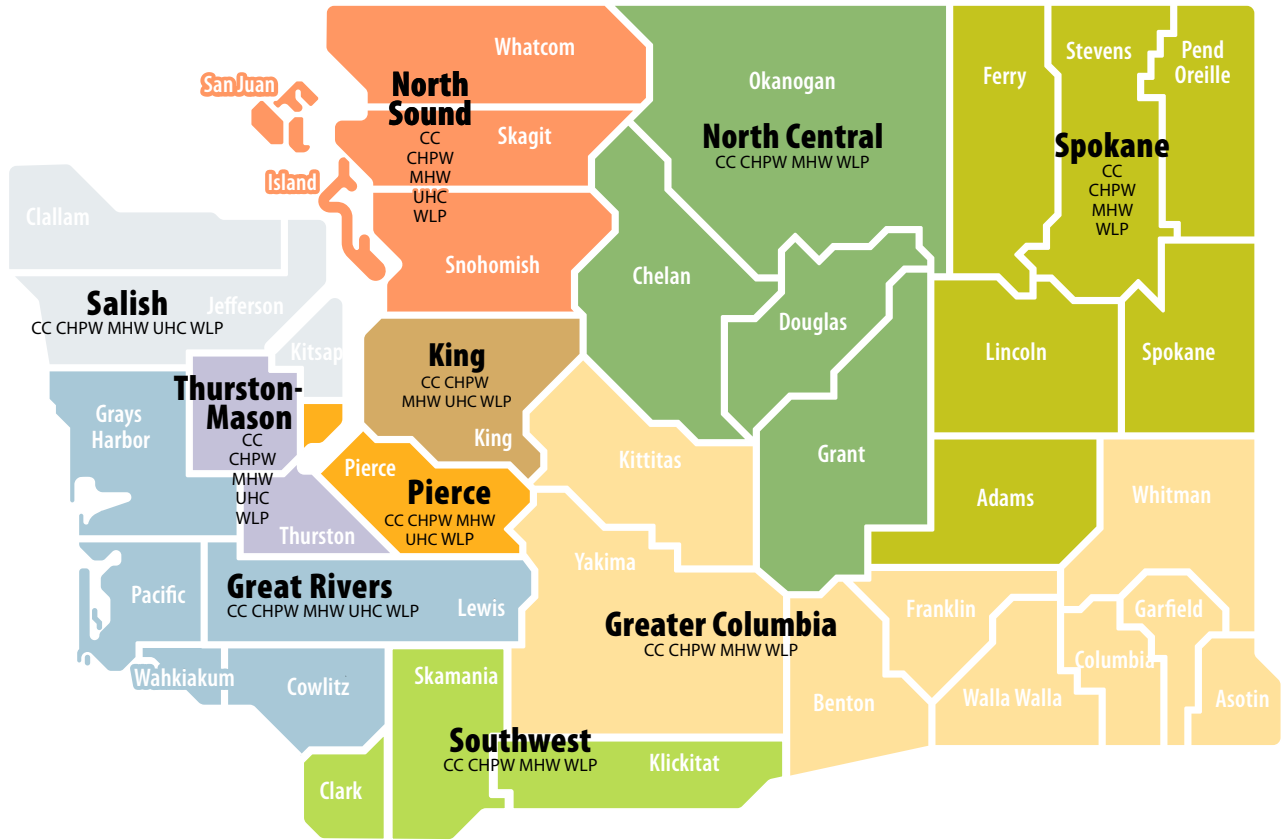 Whatcom
San Juan
North
Sound
CC
CHPW
MHW
UHC
WLP
Skagit
Island
Snohomish
Okanogan
North Central
CC CHPW MHW WLP
Chelan
Douglas
Grant
Ferry
Stevens
Pend
Oreille
Spokane
CC
CHPW
MHW
WLP
Lincoln
Spokane
Adams
Whitman
Clallam
Salish
CC CHPW MHW UHC WLP
Jefferson
Kitsap
King
CC CHPW
MHW UHC WLP
King
Thurston-
Mason
CC
CHPW
MHW
UHC
WLP
Thurston
Grays
Harbor
Pierce
Pierce
CC CHPW MHW
UHC WLP
Kittitas
Yakima
Pacific
Great Rivers
CC CHPW MHW UHC WLP
Lewis
Wahkiakum
Cowlitz
Greater Columbia
CC CHPW MHW WLP
Franklin
Garfield
Columbia
Benton
Walla Walla
Asotin
Skamania
Southwest
CC CHPW MHW WLP
Klickitat
Clark